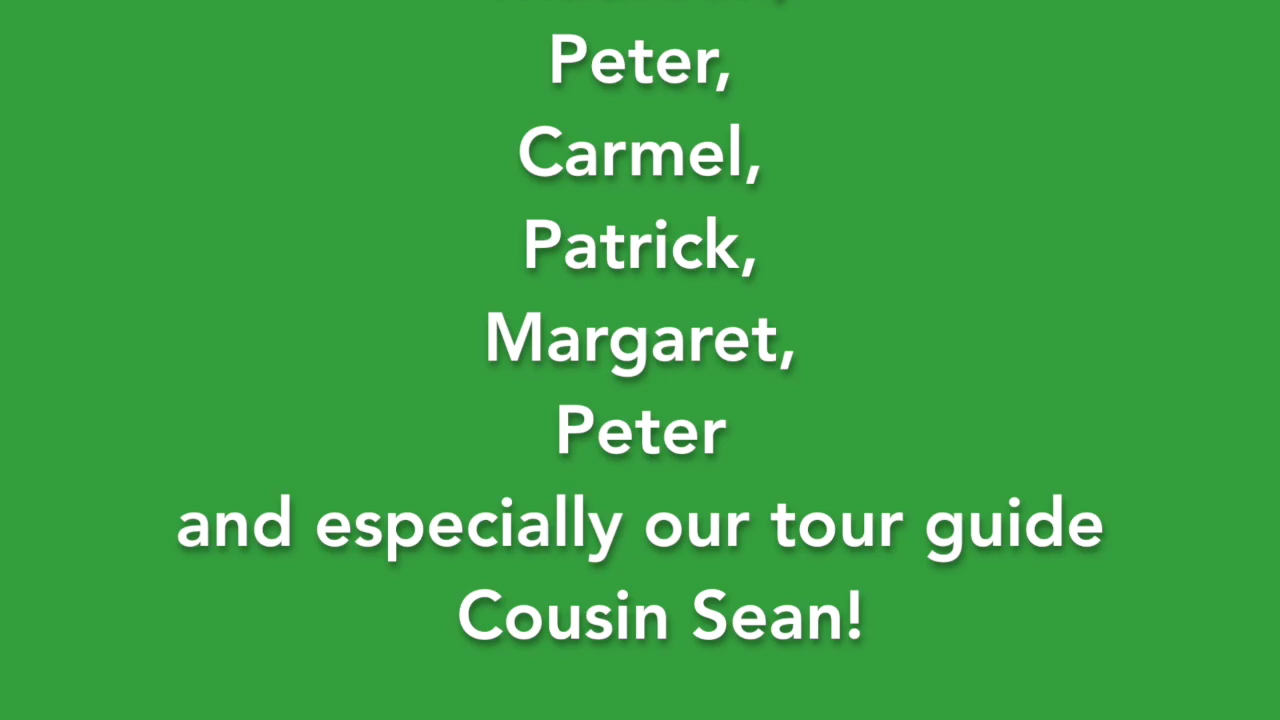 Peter,
Carmel,
Patrick,
Margaret,
Peter
and especially our tour guide
Cousin Sean!